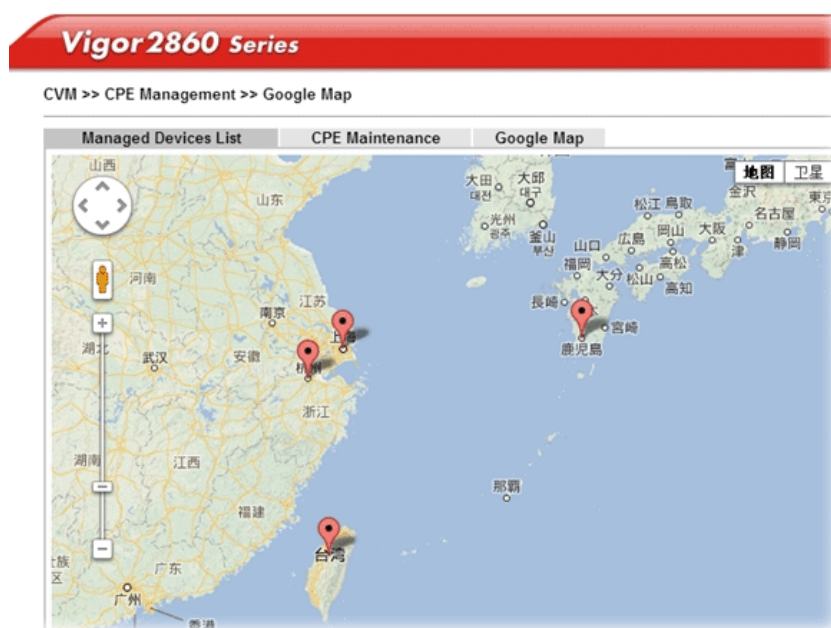 Vigor2860 Series
CVM >> CPE Management >> Google Map
Managed Devices List
CPE Maintenance
Google Map
地图
卫星
山西
山东
河南
江苏
南京
上海
湖北
武汉
安徽
杭州
浙江
湖南
江西
福建
台湾
广东
广州
香港
大田
대전
大邱
대구
光州
광주
釜山
부산
松江
鳥取
金沢
名古屋
静岡
津
大阪
岡山
広島
山口
福岡
大分
松山
高松
高知
長崎
宮崎
鹿児島
那覇